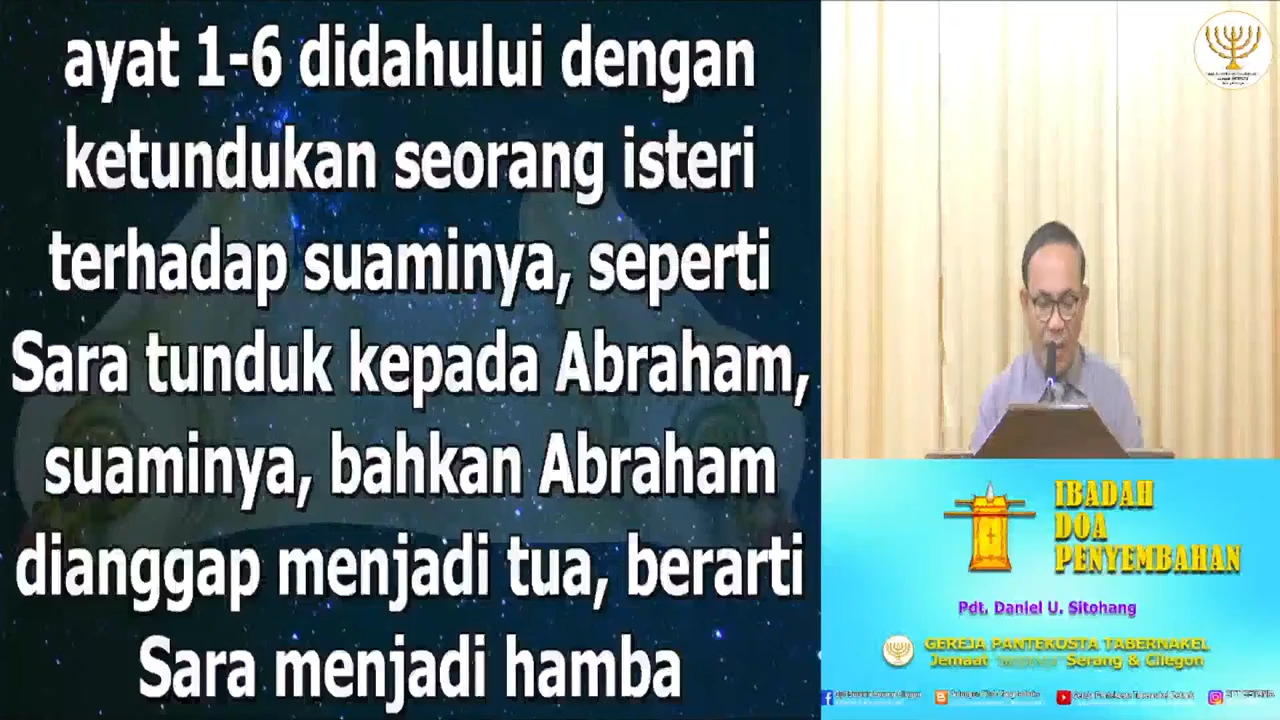 ayat 1-6 didahului dengan
ketundukan seorang isteri
terhadap suaminya, seperti
Sara tunduk kepada Abraham,
suaminya, bahkan Abraham
dianggap menjadi tua, berarti
Sara menjadi hamba
IBADAH
DOA
PENYEMBAHAN
Pdt. Daniel U. Sitohang
GEREJA PANTEKOSTA TABERNAKEL
Jemaat Serang & Cilegon